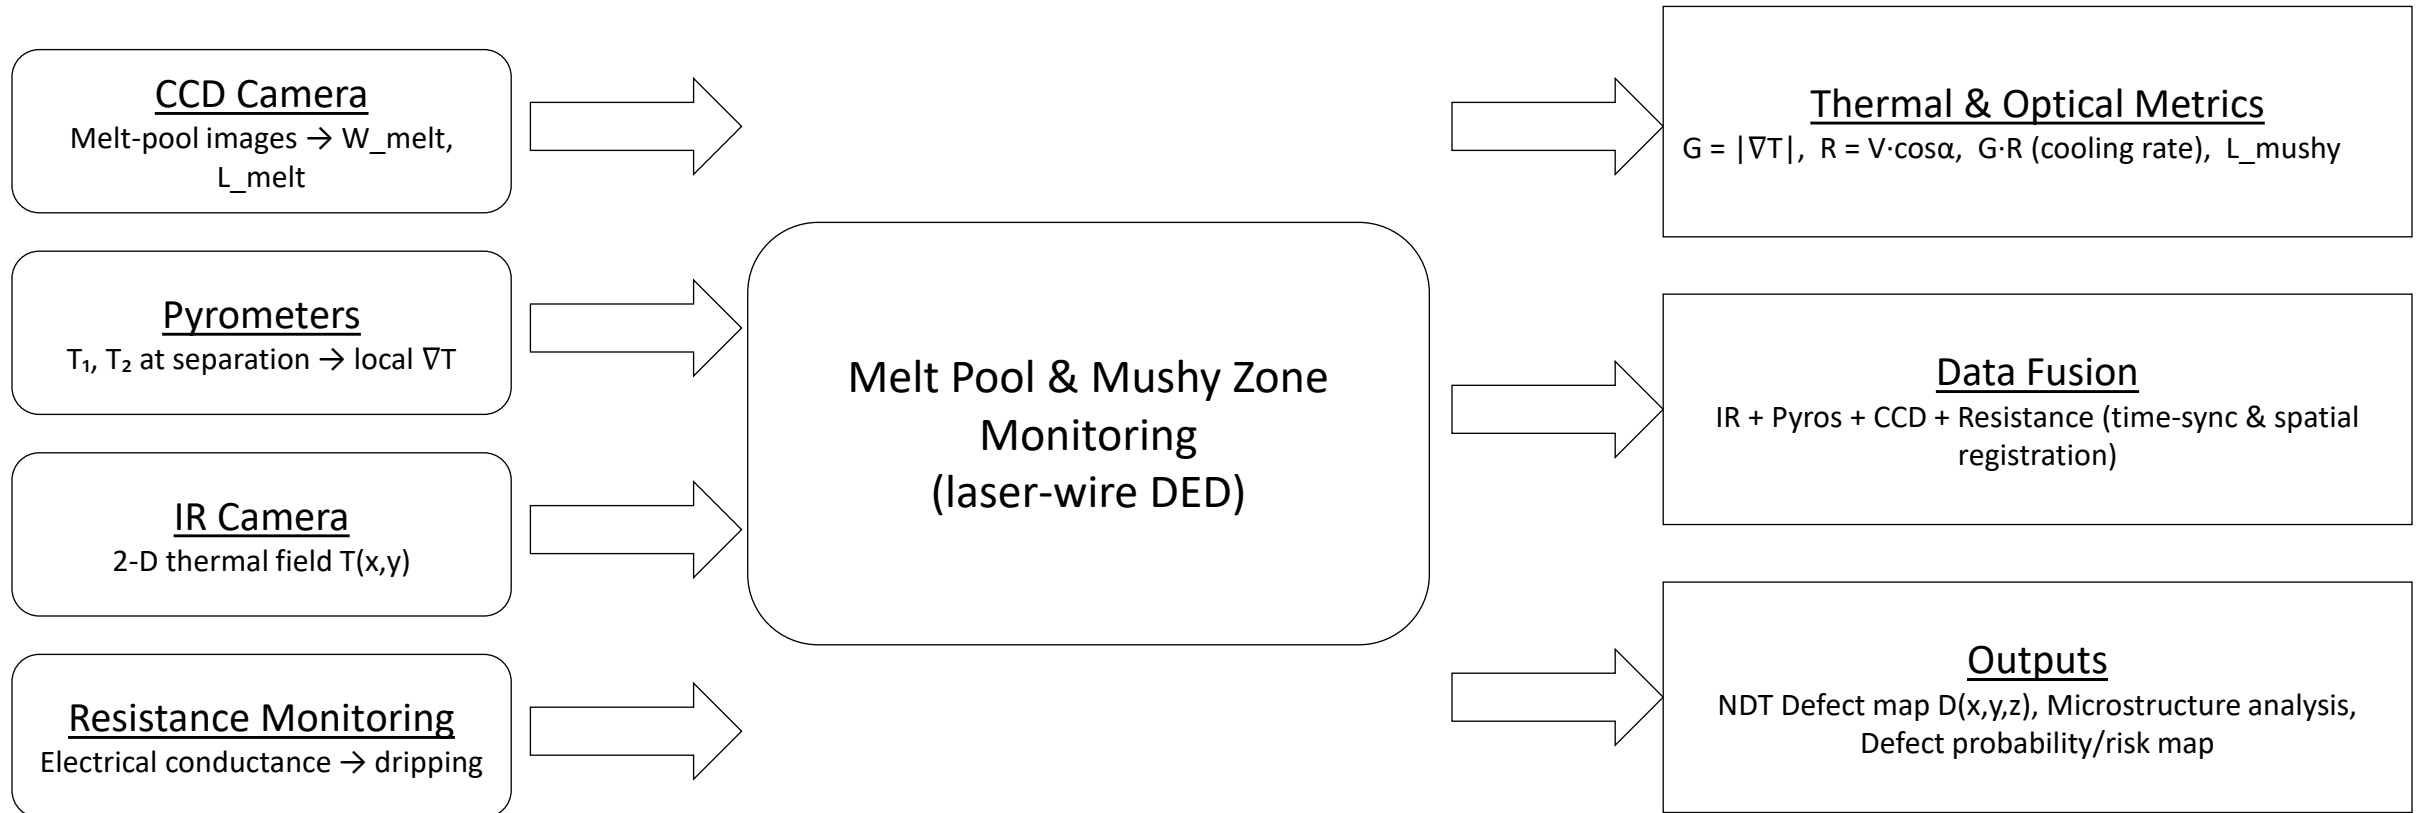 CCD Camera
Melt-pool images → W_melt,
L_melt
Pyrometers
T₁, T₂ at separation → local ∇T
IR Camera
2-D thermal field T(x,y)
Resistance Monitoring
Electrical conductance → dripping
Melt Pool & Mushy Zone
Monitoring
(laser-wire DED)
Thermal & Optical Metrics
G = |∇T|, R = V·cosα, G·R (cooling rate), L_mushy
Data Fusion
IR + Pyros + CCD + Resistance (time-sync & spatial
registration)
Outputs
NDT Defect map D(x,y,z), Microstructure analysis,
Defect probability/risk map